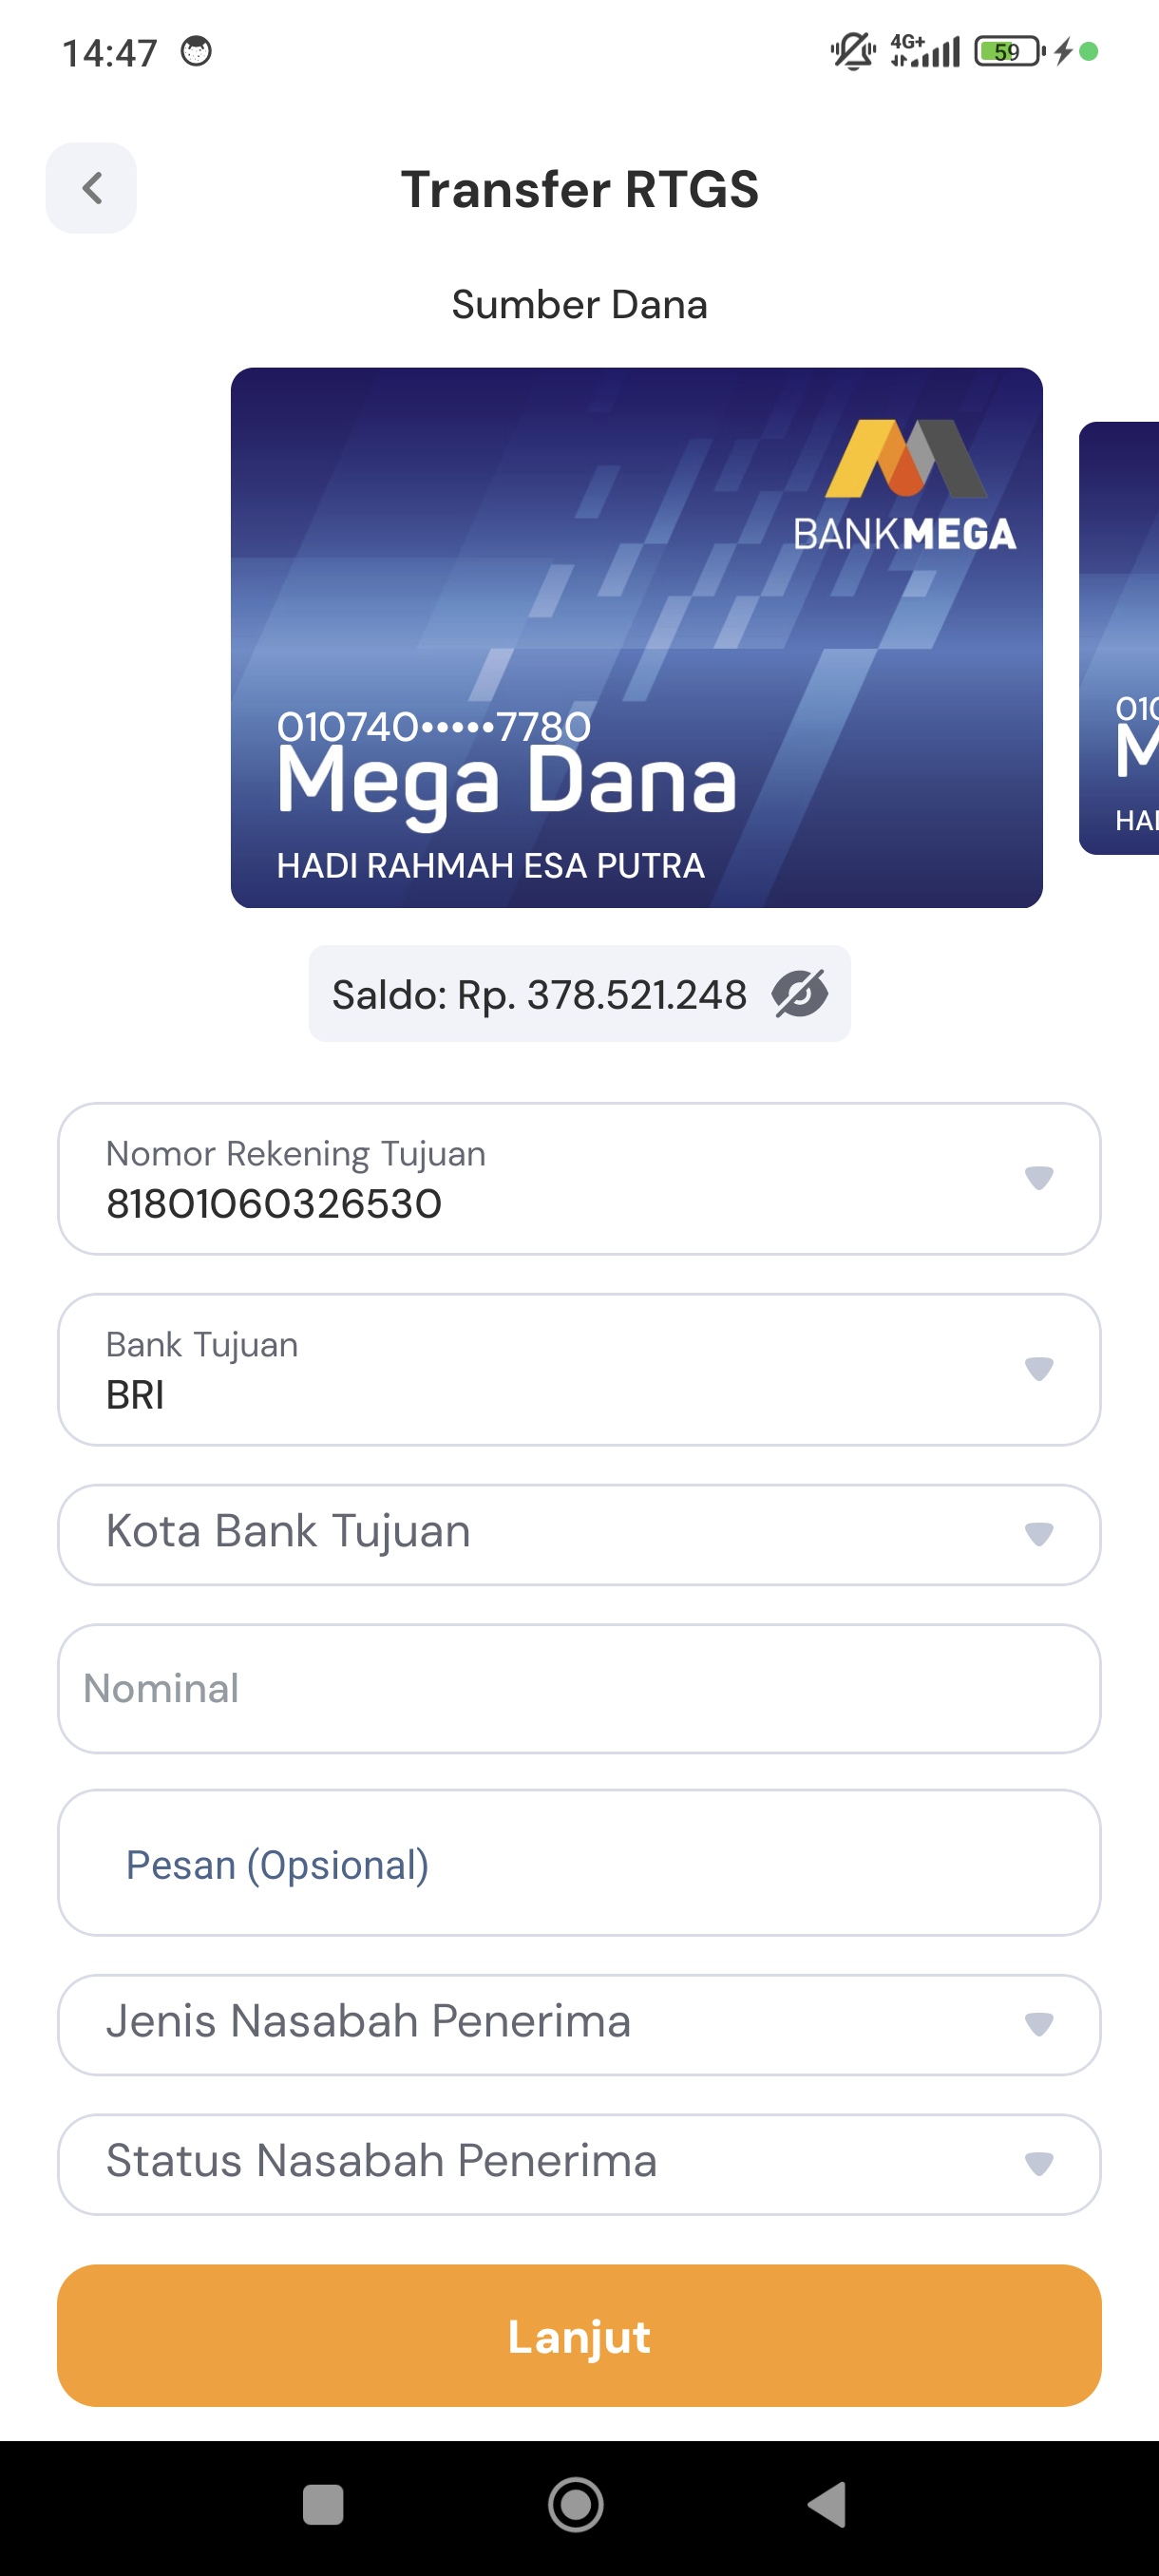 14:47
4G+
59
Transfer RTGS
Sumber Dana
BANKMEGA
010740•••••7780
Mega Dana
HADI RAHMAH ESA PUTRA
010
M
HA
Saldo: Rp. 378.521.248
Nomor Rekening Tujuan
81801060326530
Bank Tujuan
BRI
Kota Bank Tujuan
Nominal
Pesan (Opsional)
Jenis Nasabah Penerima
Status Nasabah Penerima
Lanjut